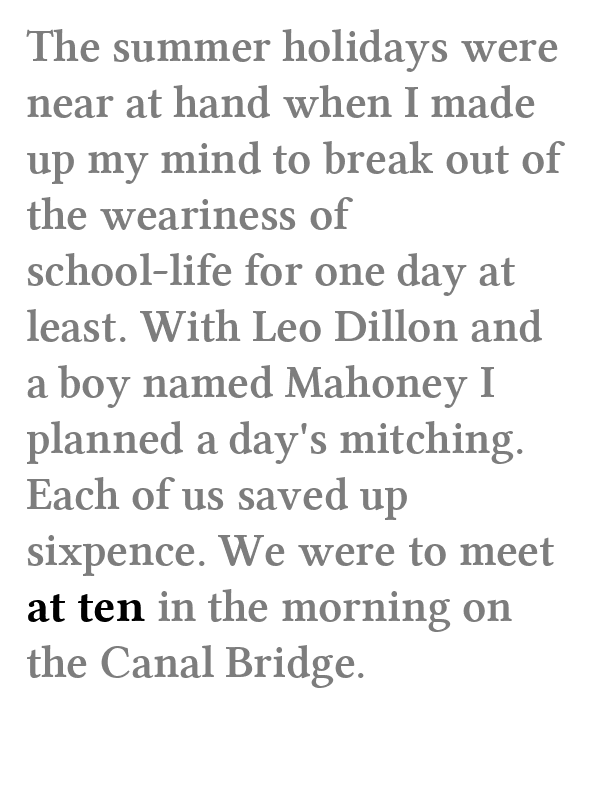 The summer holidays were
near at hand when I made
up my mind to break out of
the weariness of
school-life for one day at
least. With Leo Dillon and
a boy named Mahoney I
planned a day's mitching.
Each of us saved up
sixpence. We were to meet
at ten in the morning on
the Canal Bridge.